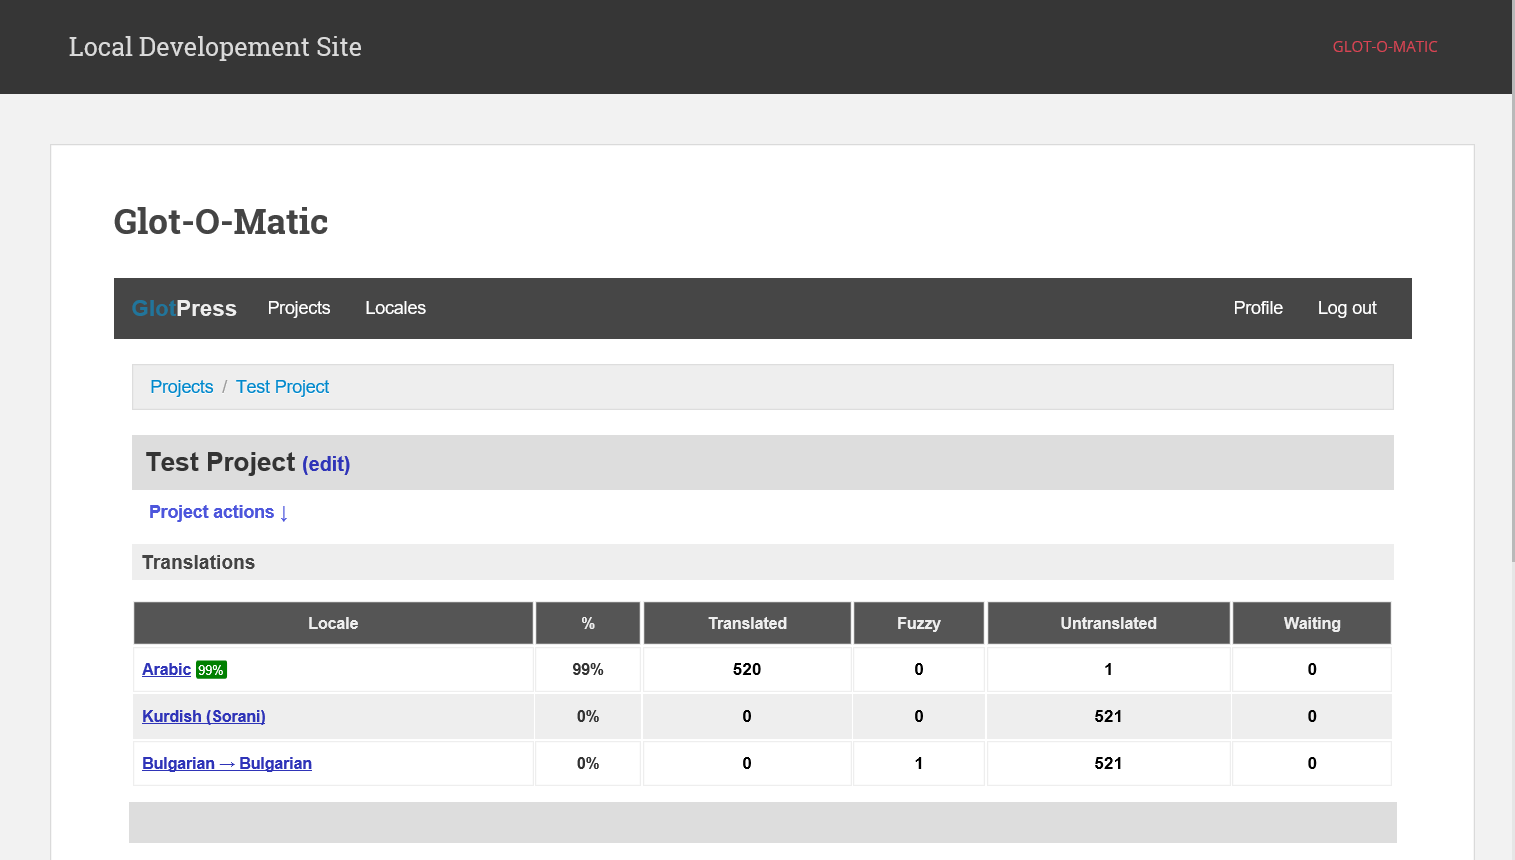 Local Developement Site
GLOT-O-MATIC
Glot-O-Matic
GlotPress Projects Locales Profile Log out
Projects / Test Project
Test Project (edit)
Project actions ↓
Translations
Locale % Translated Fuzzy Untranslated Waiting
Arabic 99% 99% 520 0 1 0
Kurdish (Sorani) 0% 0 0 521 0
Bulgarian → Bulgarian 0% 0 1 521 0